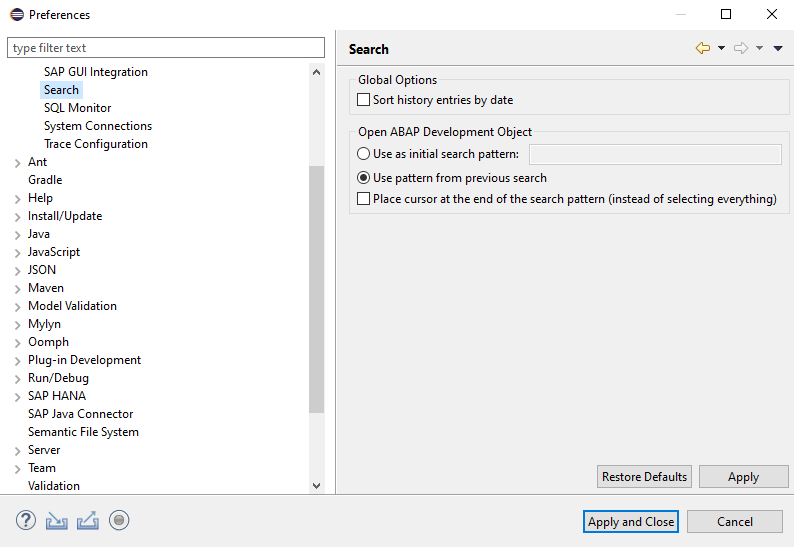 Preferences
type filter text
SAP GUI Integration
Search
SQL Monitor
System Connections
Trace Configuration
Ant
Gradle
Help
Install/Update
Java
JavaScript
JSON
Maven
Model Validation
Mylyn
Oomph
Plug-in Development
Run/Debug
SAP HANA
SAP Java Connector
Semantic File System
Server
Team
Validation
Search
Global Options
Sort history entries by date
Open ABAP Development Object
Use as initial search pattern:
Use pattern from previous search
Place cursor at the end of the search pattern (instead of selecting everything)
Restore Defaults
Apply
?
Apply and Close
Cancel